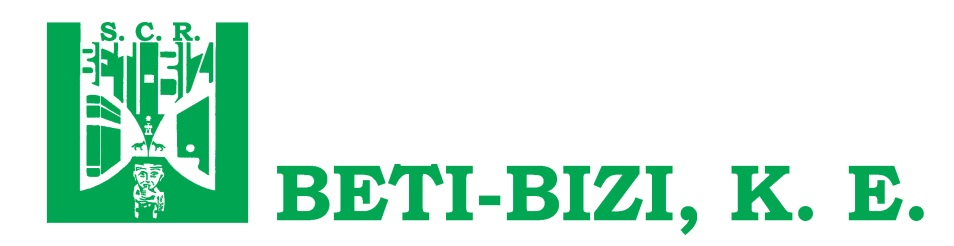 S. C. R.
BETI-BIZI
BETI-BIZI, K. E.